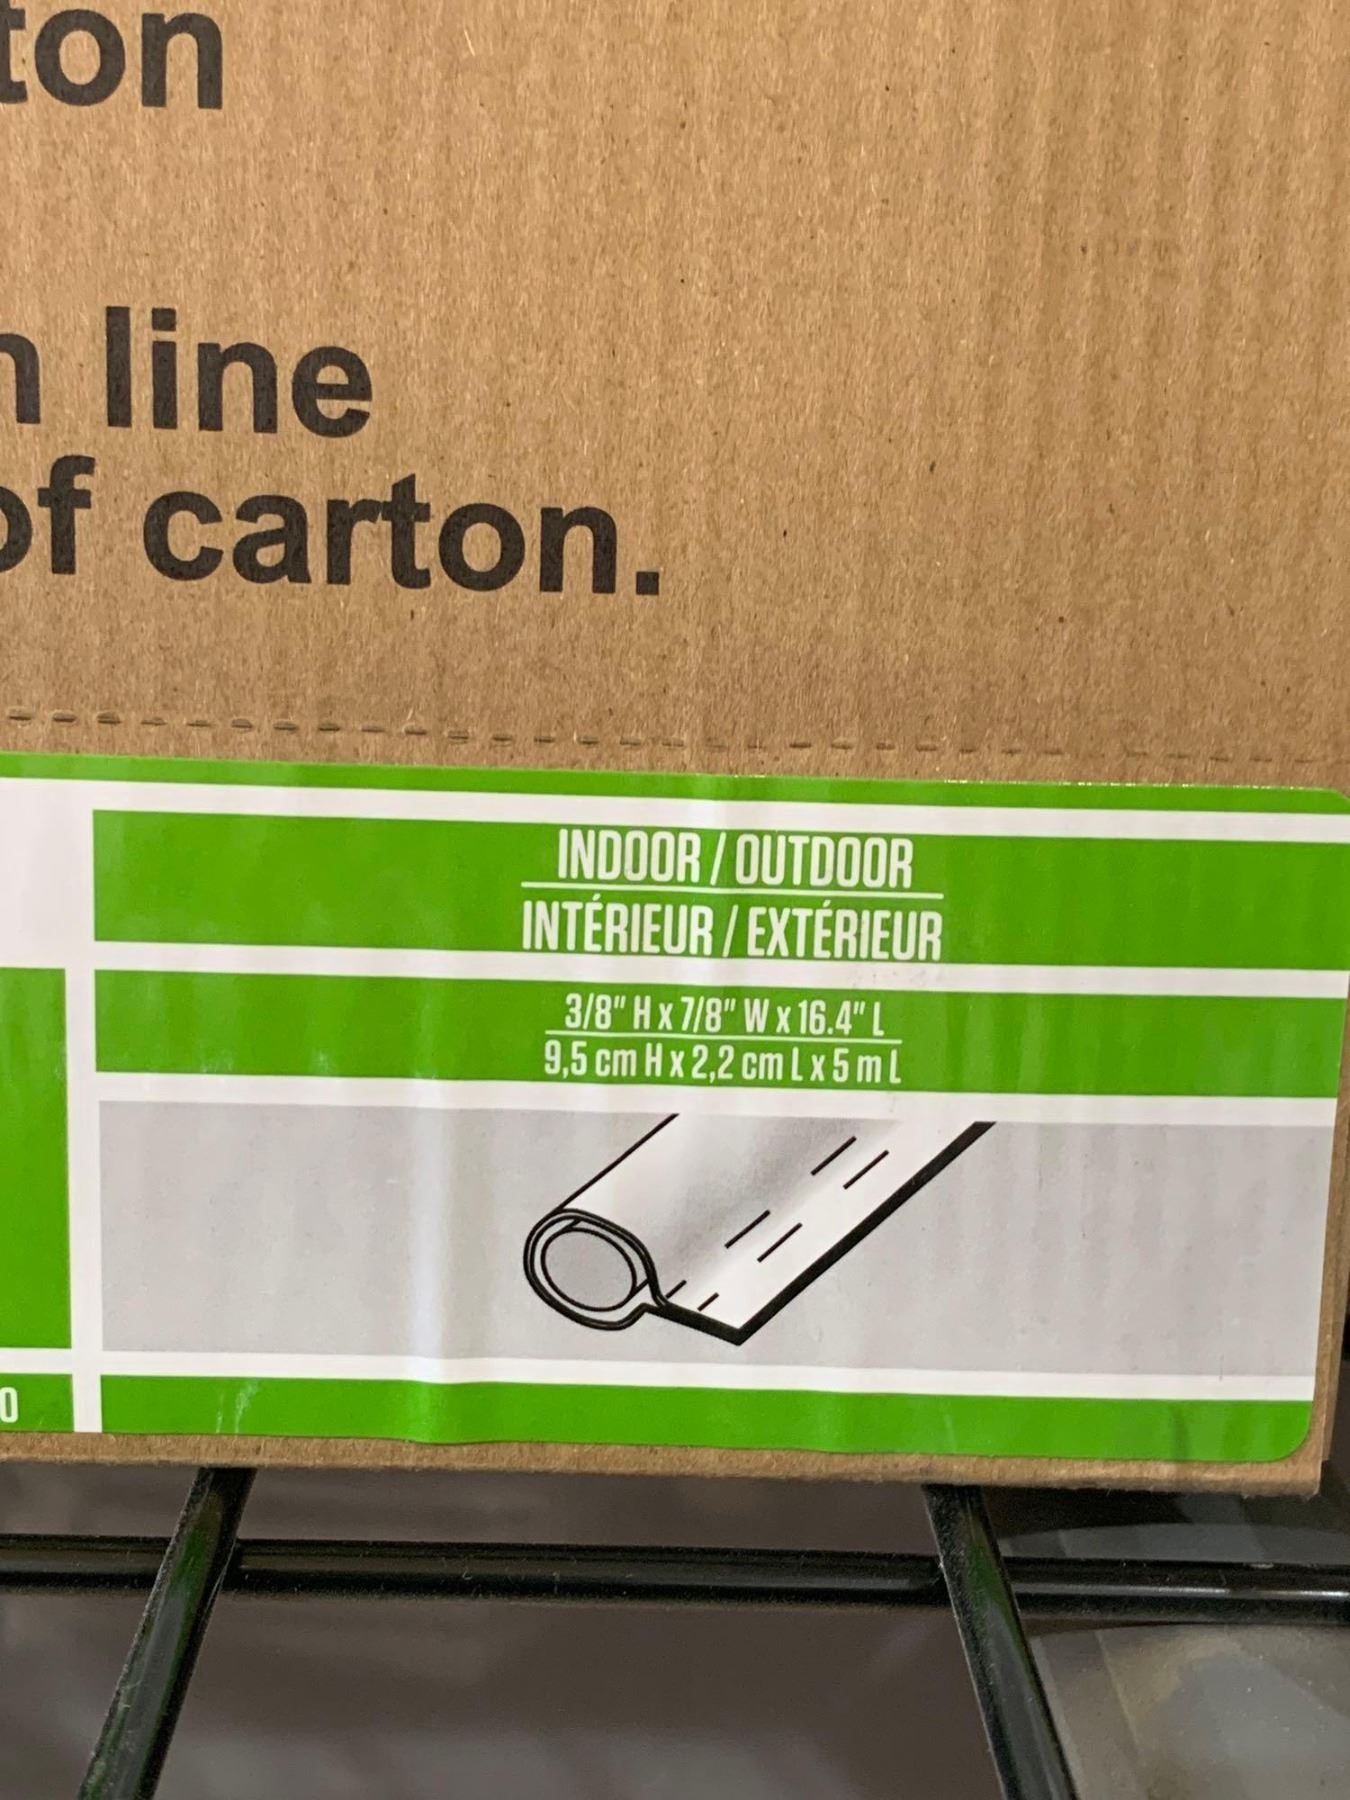 ton
n line
of carton.
INDOOR / OUTDOOR
INTÉRIEUR / EXTÉRIEUR
3/8" H x 7/8" W x 16.4" L
9,5 cm H x 2,2 cm L x 5 m L
0